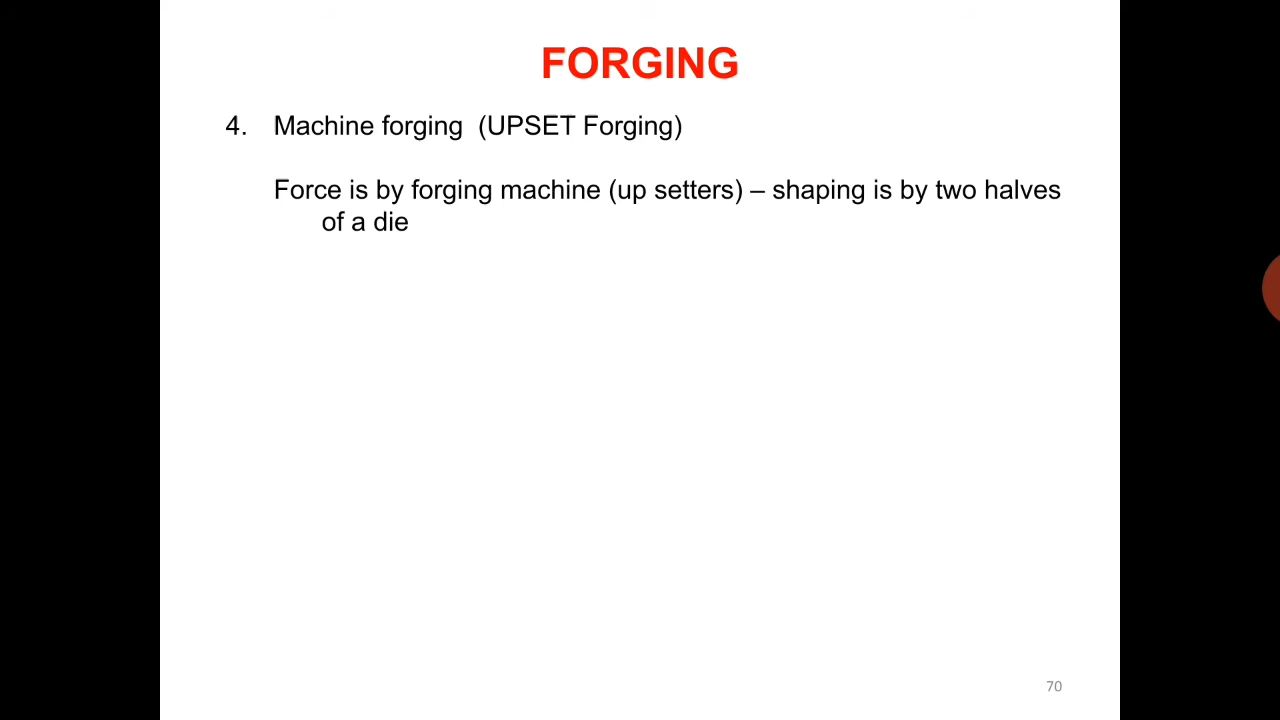 FORGING
4. Machine forging (UPSET Forging)
Force is by forging machine (up setters) – shaping is by two halves
of a die
70